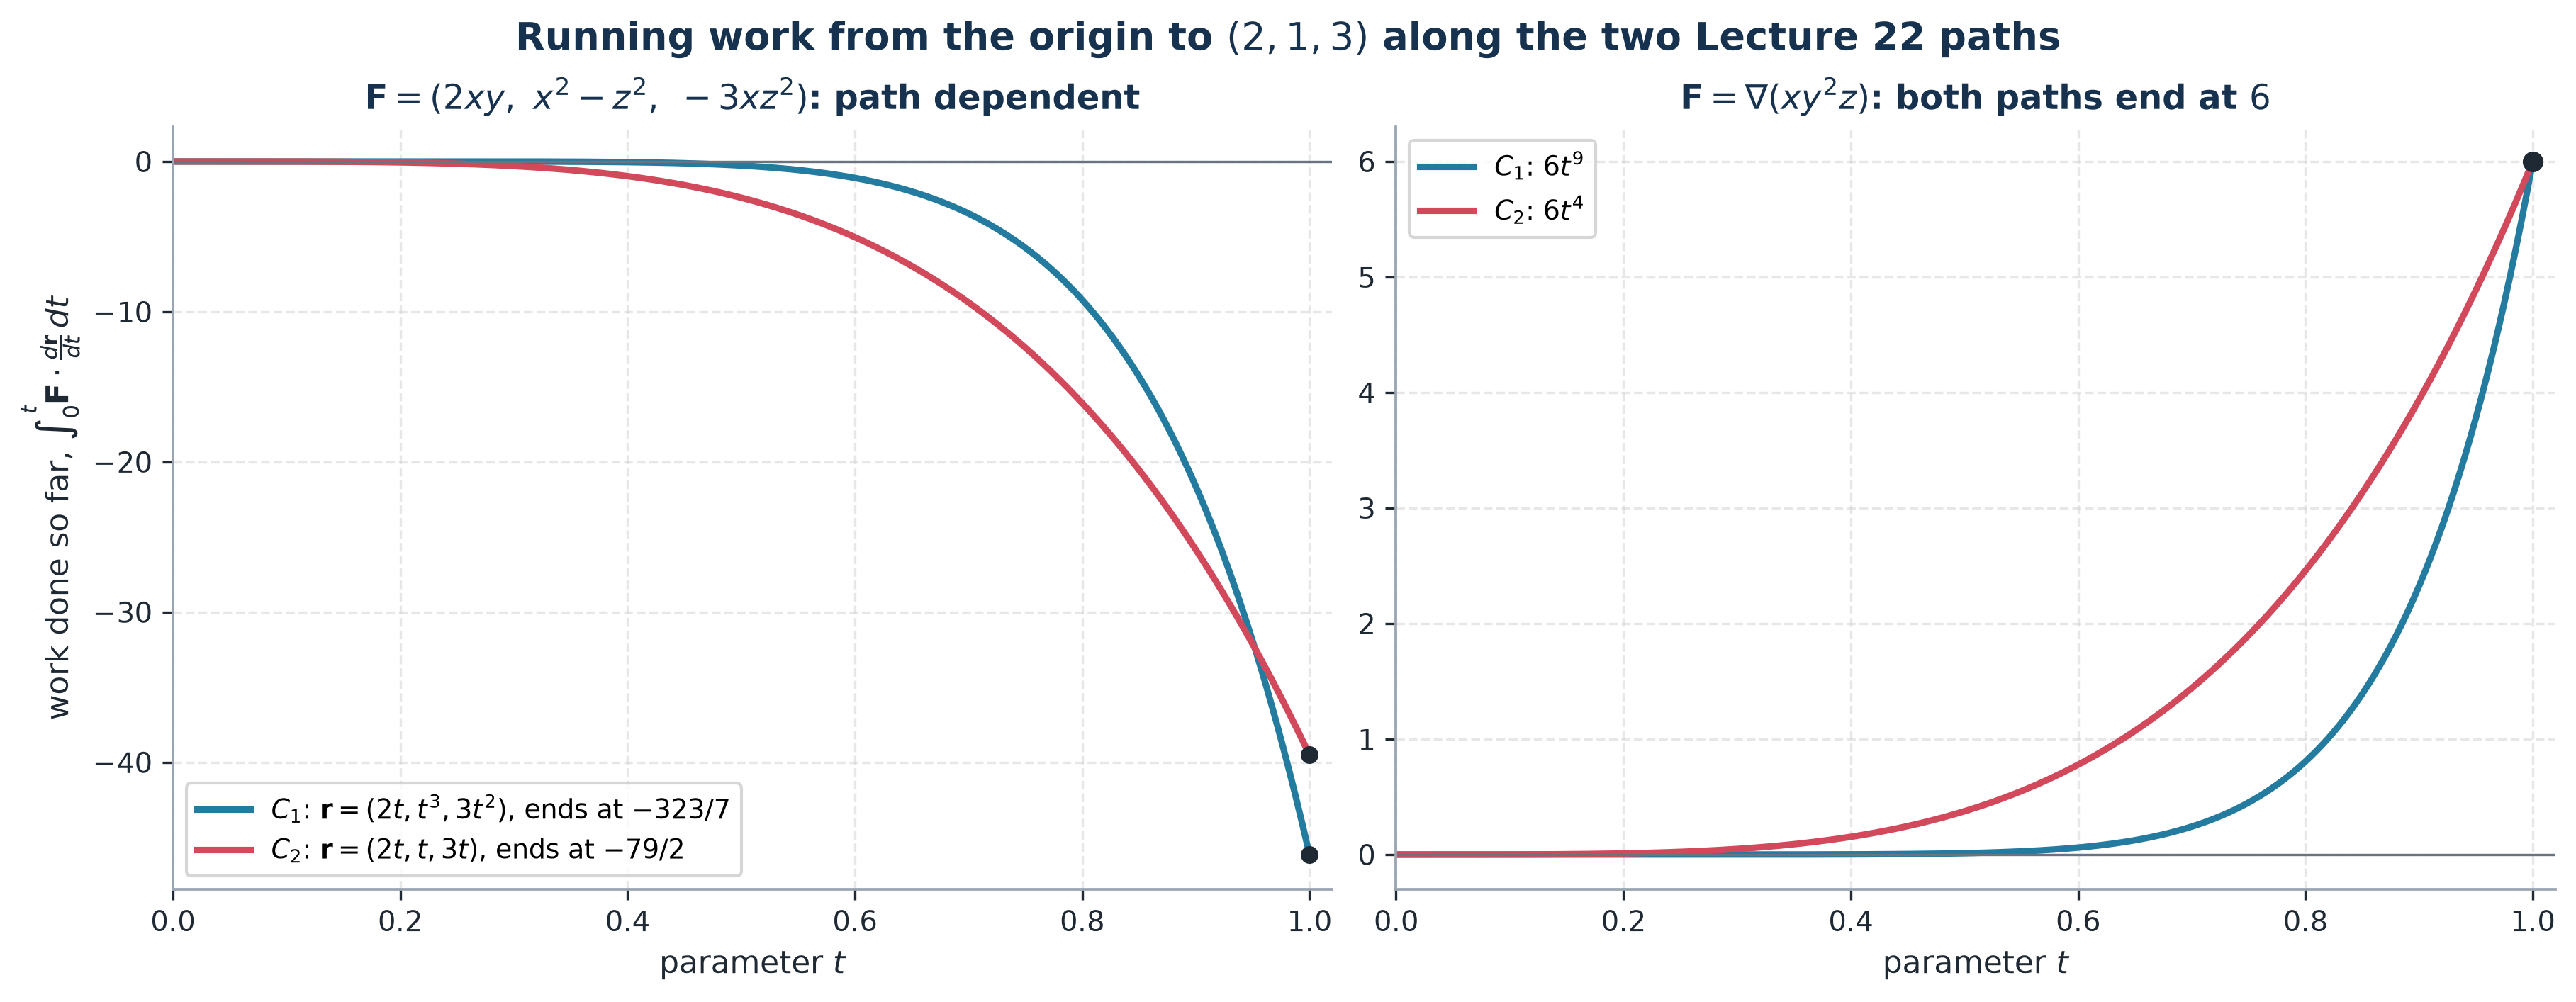 Running work from the origin to (2, 1, 3) along the two Lecture 22 paths
F = (2xy, x² − z², −3xz²): path dependent
work done so far, ∫₀ᵗ F · dr/dt dt
0
−10
−20
−30
−40
C₁: r = (2t, t³, 3t²), ends at −323/7
C₂: r = (2t, t, 3t), ends at −79/2
0.0 0.2 0.4 0.6 0.8 1.0
parameter t
F = ∇(xy²z): both paths end at 6
C₁: 6t⁹
C₂: 6t⁴
6
5
4
3
2
1
0
0.0 0.2 0.4 0.6 0.8 1.0
parameter t